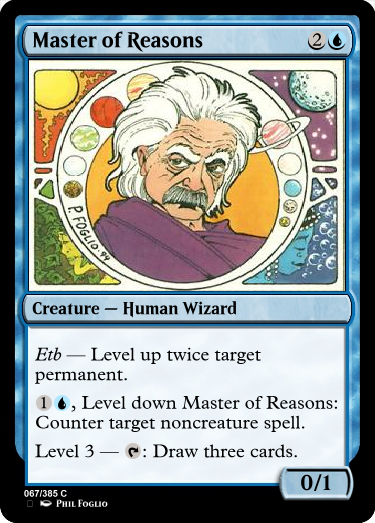 Master of Reasons 2
P. FOGLIO-94
Creature — Human Wizard
Etb — Level up twice target
permanent.
1, Level down Master of Reasons:
Counter target noncreature spell.
Level 3 — : Draw three cards.
0/1
067/385 C
PHIL FOGLIO